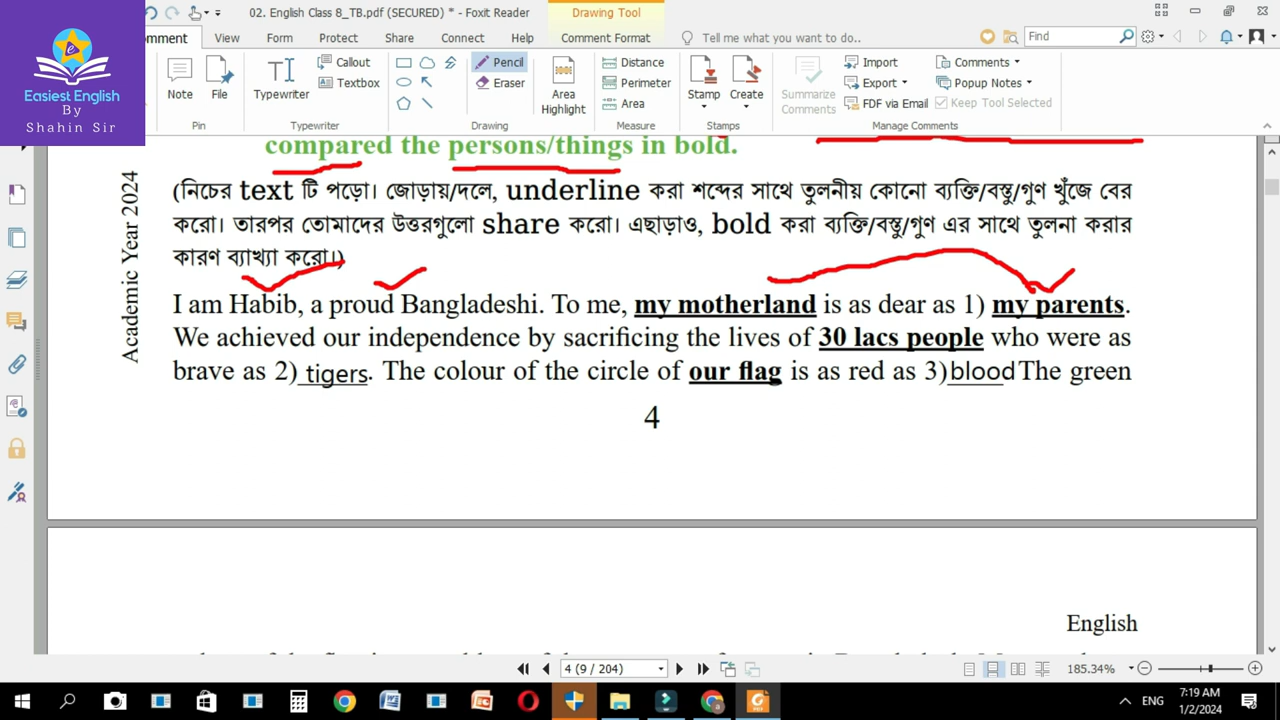 02. English Class 8_TB.pdf (SECURED) * - Foxit Reader
Drawing Tool
omment View Form Protect Share Connect Help Comment Format Tell me what you want to do.. Find
Note File Typewriter Callout Textbox Pencil Eraser Area Highlight Distance Perimeter Area Stamp Create Summarize Comments Import Export FDF via Email Comments Popup Notes Keep Tool Selected
Pin Typewriter Drawing Measure Stamps Manage Comments
Easiest English
By
Shahin Sir
compared the persons/things in bold.
Academic Year 2024
(নিচের text টি পড়ো। জোড়ায়/দলে, underline করা শব্দের সাথে তুলনীয় কোনো ব্যক্তি/বস্তু/গুণ খুঁজে বের
করো। তারপর তোমাদের উত্তরগুলো share করো। এছাড়াও, bold করা ব্যক্তি/বস্তু/গুণ এর সাথে তুলনা করার
কারণ ব্যাখ্যা করো।)
I am Habib, a proud Bangladeshi. To me, my motherland is as dear as 1) my parents.
We achieved our independence by sacrificing the lives of 30 lacs people who were as
brave as 2) tigers. The colour of the circle of our flag is as red as 3) blood The green
4
English
4 (9 / 204) 185.34%
ENG 7:19 AM
1/2/2024